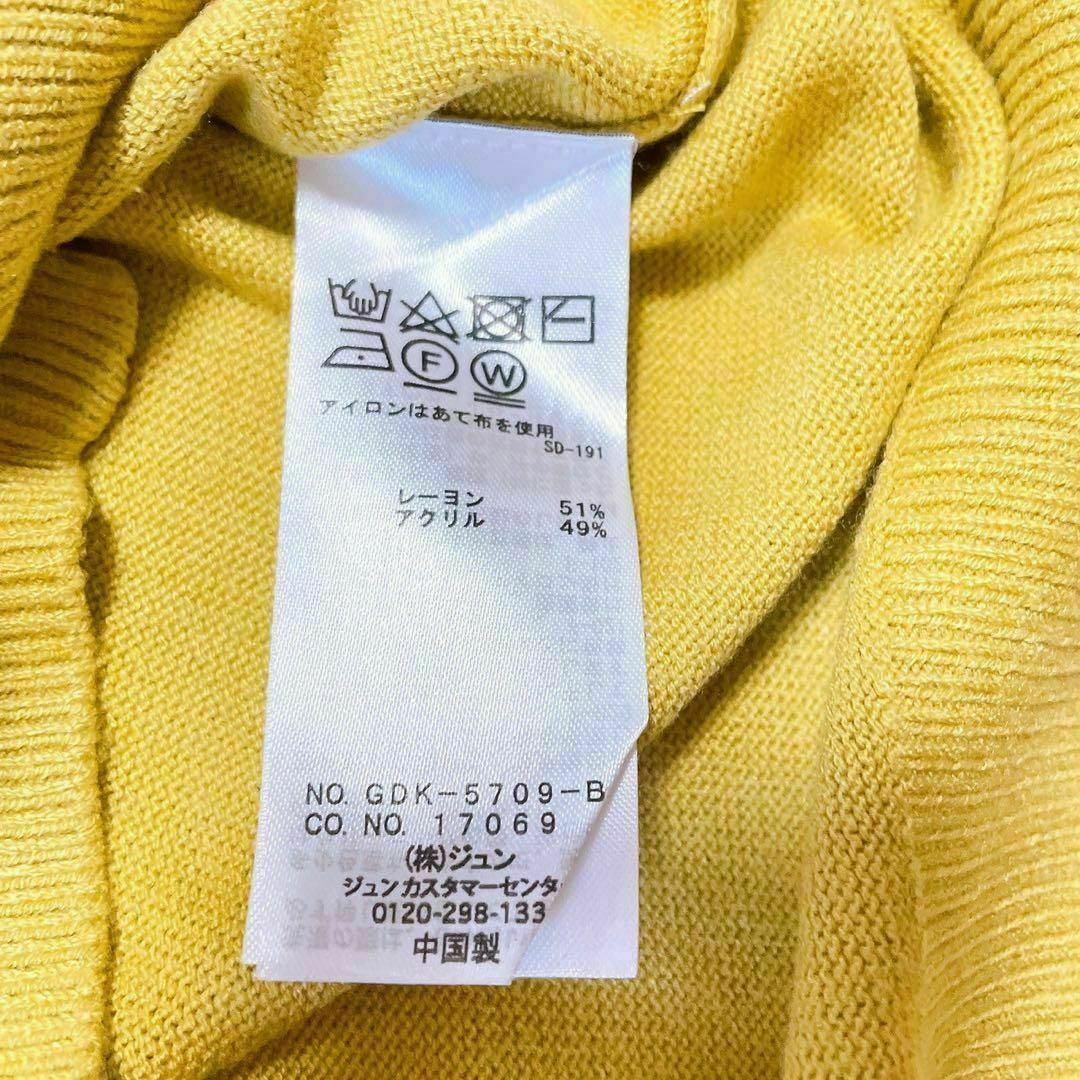 F W
アイロンはあて布を使用
SD-191
レーヨン 51%
アクリル 49%
NO. GDK-5709-B
CO. NO. 17069
(株)ジュン
ジュンカスタマーセンタ
0120-298-133
中国製